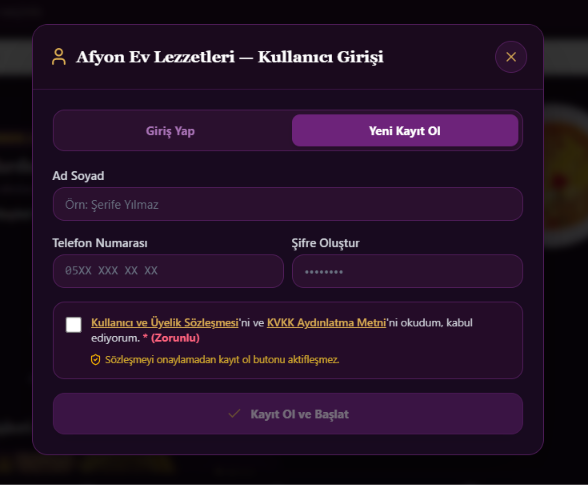 Afyon Ev Lezzetleri — Kullanıcı Girişi
Giriş Yap
Yeni Kayıt Ol
Ad Soyad
Örn: Şerife Yılmaz
Telefon Numarası
Şifre Oluştur
05XX XXX XX XX
••••••••
Kullanıcı ve Üyelik Sözleşmesi'ni ve KVKK Aydınlatma Metni'ni okudum, kabul
ediyorum. * (Zorunlu)
Sözleşmeyi onaylamadan kayıt ol butonu aktifleşmez.
Kayıt Ol ve Başlat